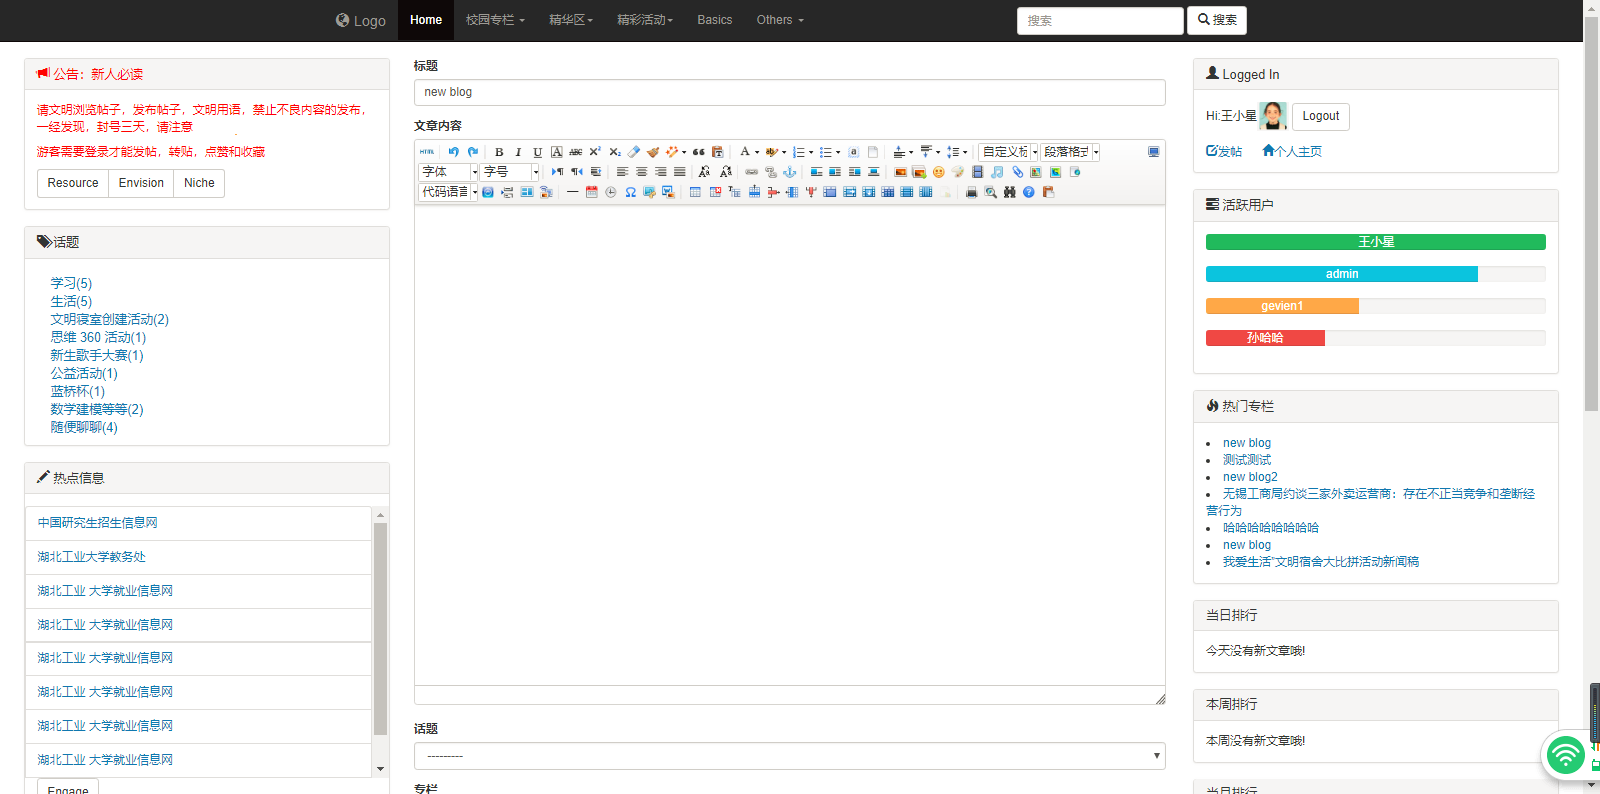 Logo
Home
校园专栏
精华区
精彩活动
Basics
Others
搜索
搜索
公告：新人必读
请文明浏览帖子，发布帖子，文明用语，禁止不良内容的发布，
一经发现，封号三天，请注意
游客需要登录才能发帖，转贴，点赞和收藏
Resource
Envision
Niche
话题
学习(5)
生活(5)
文明寝室创建活动(2)
思维 360 活动(1)
新生歌手大赛(1)
公益活动(1)
蓝桥杯(1)
数学建模等等(2)
随便聊聊(4)
热点信息
中国研究生招生信息网
湖北工业大学教务处
湖北工业 大学就业信息网
湖北工业 大学就业信息网
湖北工业 大学就业信息网
湖北工业 大学就业信息网
湖北工业 大学就业信息网
湖北工业 大学就业信息网
Engage
标题
new blog
文章内容
HTML
B I U A ABC X² X₂
自定义标
段落格式
字体
字号
代码语言
话题
---------
专栏
Logged In
Hi:王小星
Logout
发帖
个人主页
活跃用户
王小星
admin
gevien1
孙哈哈
热门专栏
new blog
测试测试
new blog2
无锡工商局约谈三家外卖运营商：存在不正当竞争和垄断经
营行为
哈哈哈哈哈哈哈哈
new blog
我爱生活"文明宿舍大比拼活动新闻稿
当日排行
今天没有新文章哦!
本周排行
本周没有新文章哦!
当月排行